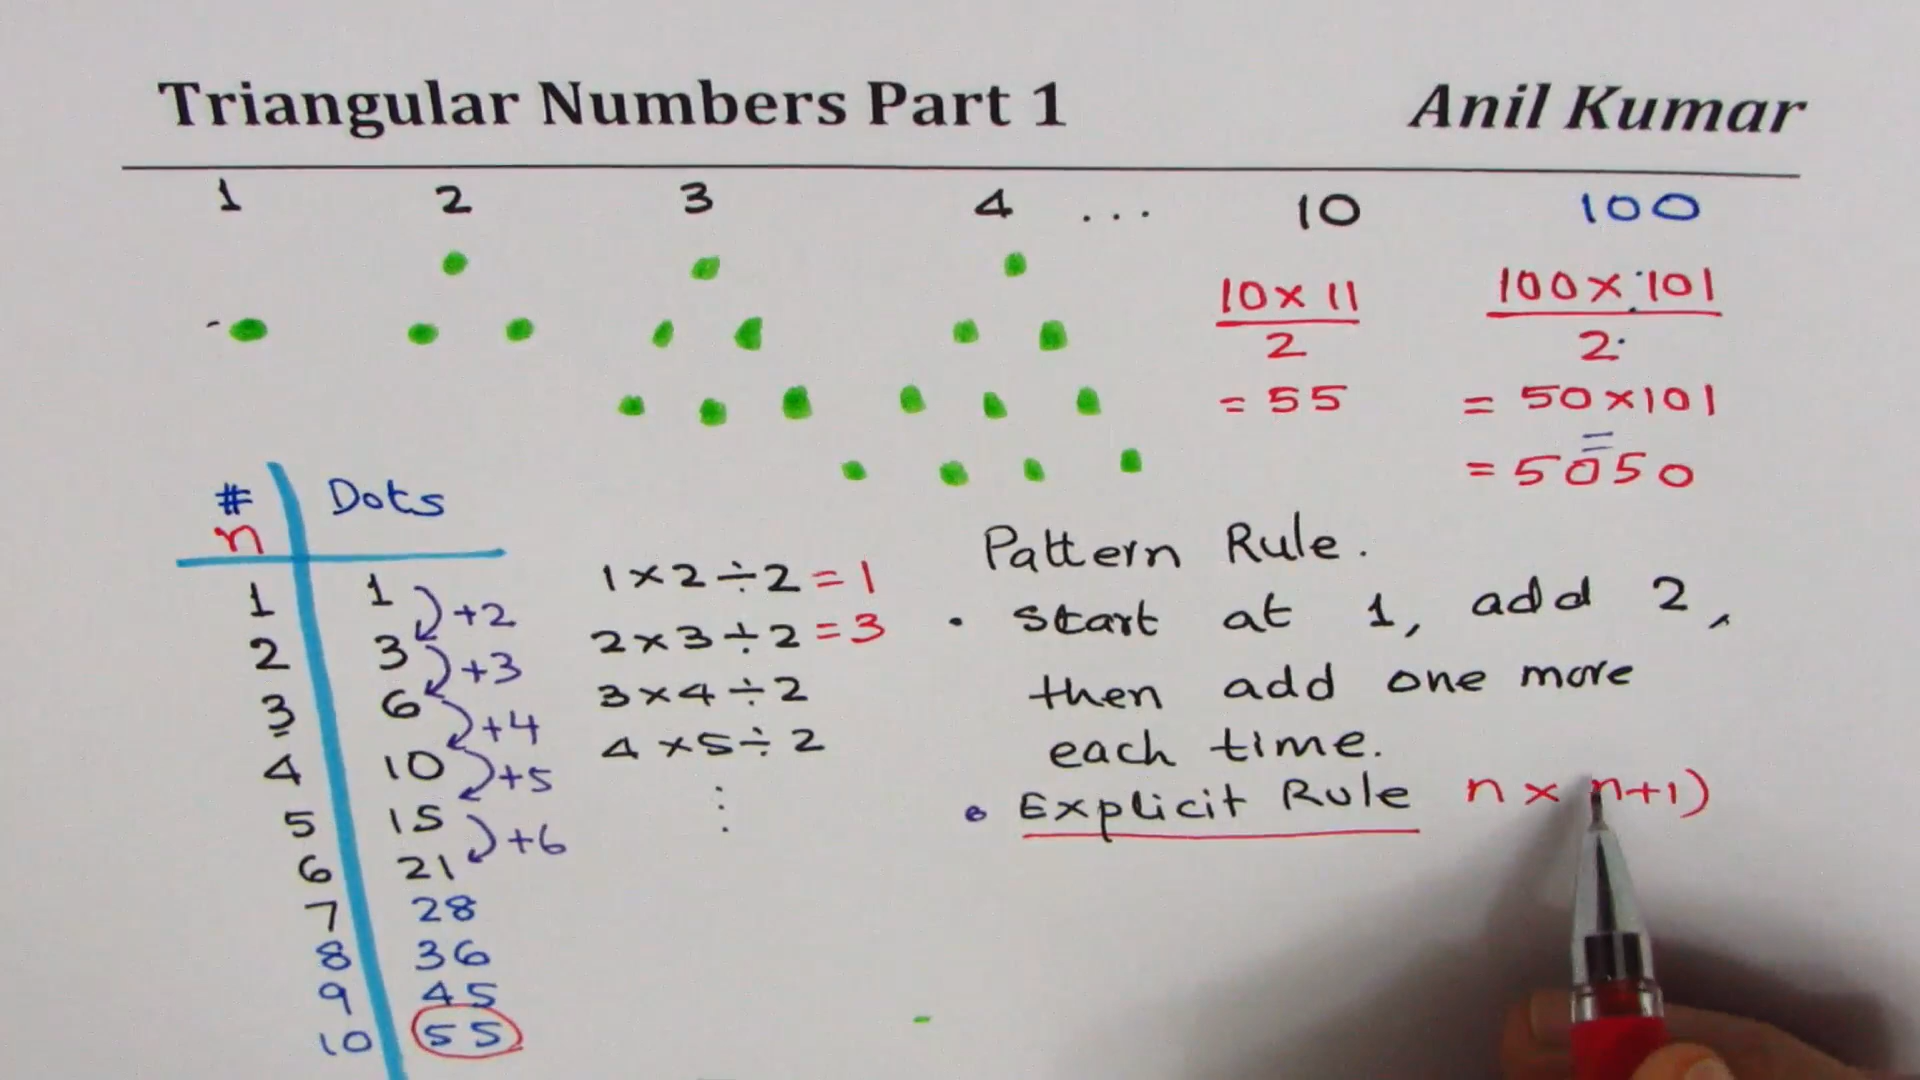 Triangular Numbers Part 1 Anil Kumar
1 2 3 4 ... 10 100
10 x 11
2
= 55
100 x 101
2
= 50 x 101
= 5050
# Dots
n
1 1 +2
2 3 +3
3 6 +4
4 10 +5
5 15 +6
6 21
7 28
8 36
9 45
10 55
1 x 2 ÷ 2 = 1
2 x 3 ÷ 2 = 3
3 x 4 ÷ 2
4 x 5 ÷ 2
⋮
Pattern Rule.
• Start at 1, add 2,
then add one more
each time.
• Explicit Rule n x n+1)